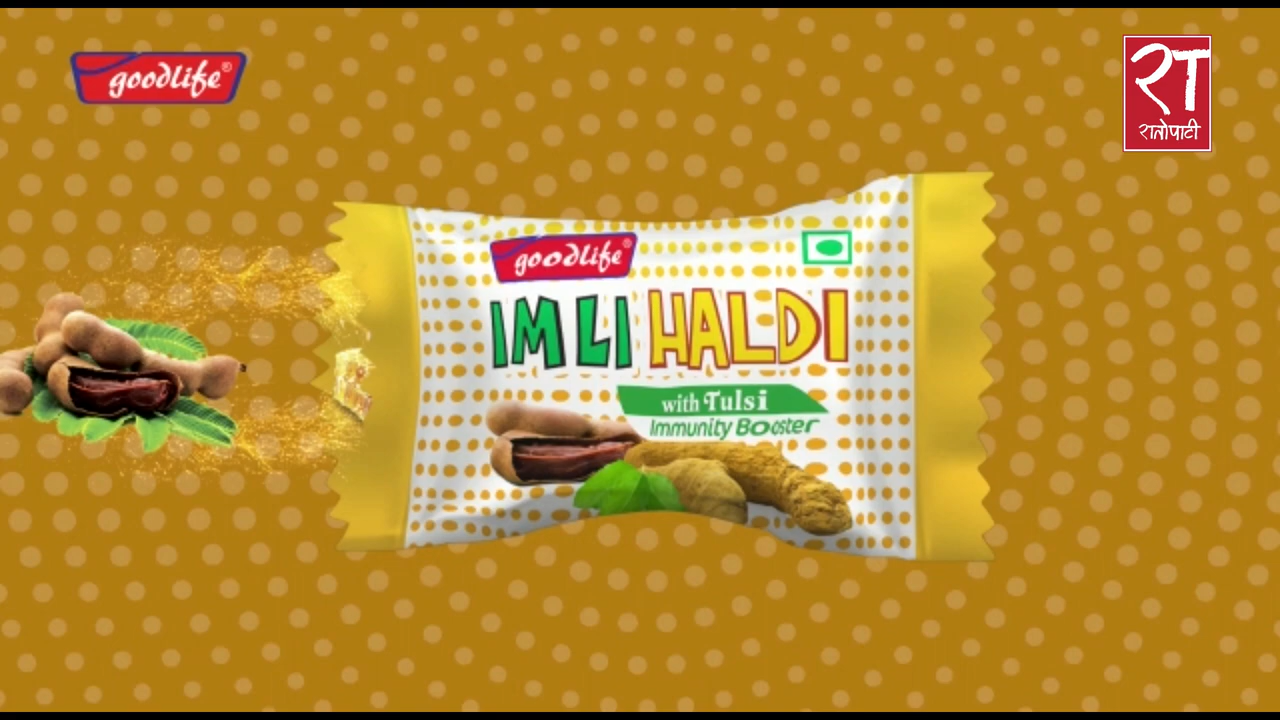 goodlife®
रा
रातोपाटी
goodlife®
IMLI HALDI
with Tulsi
Immunity Booster